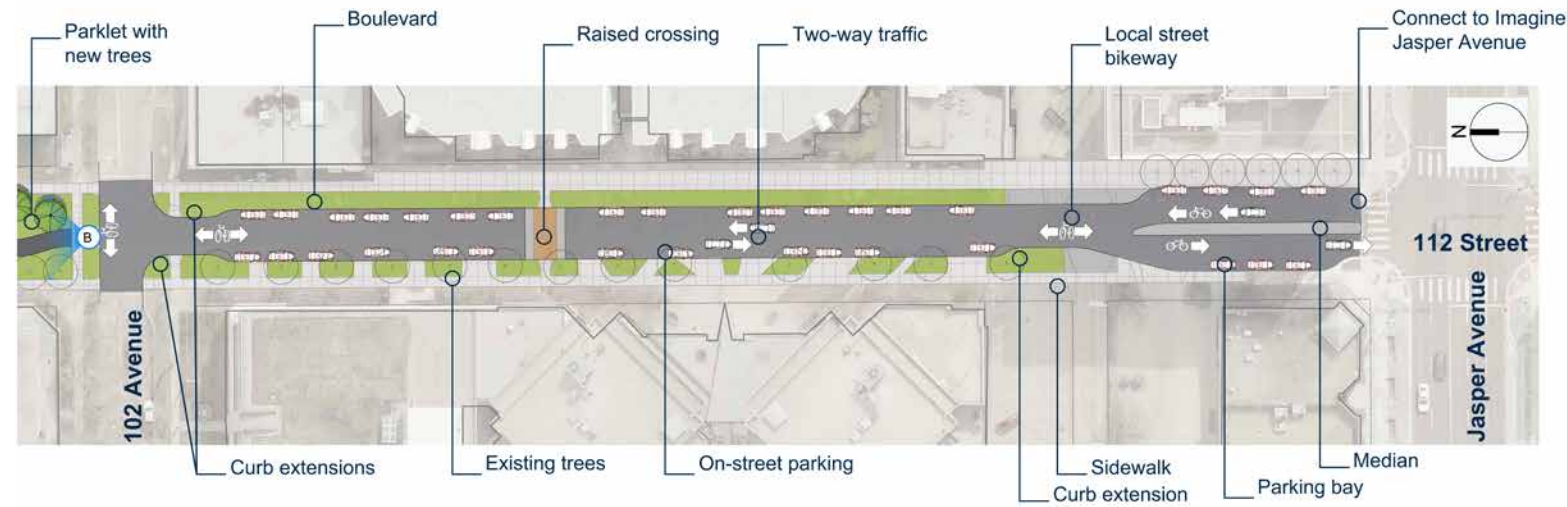 Boulevard
Parklet with
new trees
Raised crossing
Two-way traffic
Local street
bikeway
Connect to Imagine
Jasper Avenue
N
B
112 Street
102 Avenue
Jasper Avenue
Curb extensions
Existing trees
On-street parking
Sidewalk
Curb extension
Median
Parking bay